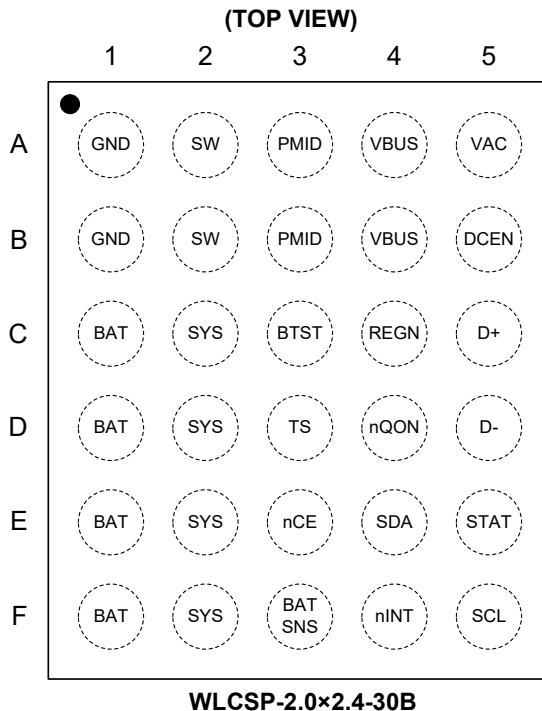 (TOP VIEW)
1 2 3 4 5
A GND SW PMID VBUS VAC
B GND SW PMID VBUS DCEN
C BAT SYS BTST REGN D+
D BAT SYS TS nQON D-
E BAT SYS nCE SDA STAT
F BAT SYS BAT SNS nINT SCL
WLCSP-2.0×2.4-30B